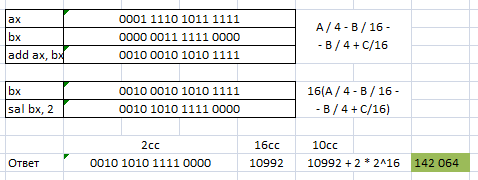 ax 0001 1110 1011 1111 A / 4 - B / 16 -
bx 0000 0011 1111 0000 - B / 4 + C/16
add ax, bx 0010 0010 1010 1111
bx 0010 0010 1010 1111 16(A / 4 - B / 16 -
sal bx, 2 0010 1010 1111 0000 - B / 4 + C/16)
2cc 16cc 10cc
Ответ 0010 1010 1111 0000 10992 10992 + 2 * 2^16 142 064